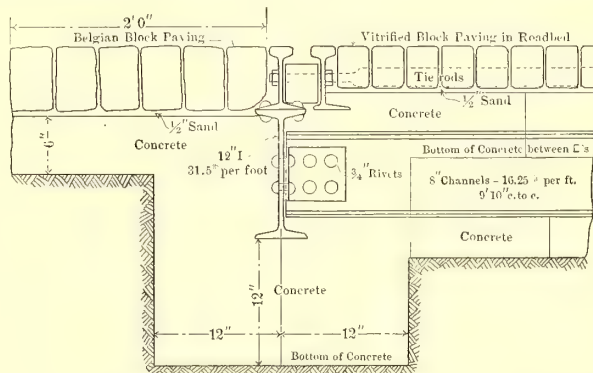 2'0"
Belgian Block Paving
Vitrified Block Paving in Roadbed
Tie rods
½" Sand
½" Sand
Concrete
6"
Concrete
Bottom of Concrete between C's
12" I
31.5# per foot
¾" Rivets
8" Channels - 16.25 # per ft.
9'10" c. to c.
Concrete
12"
Concrete
12"
12"
Bottom of Concrete